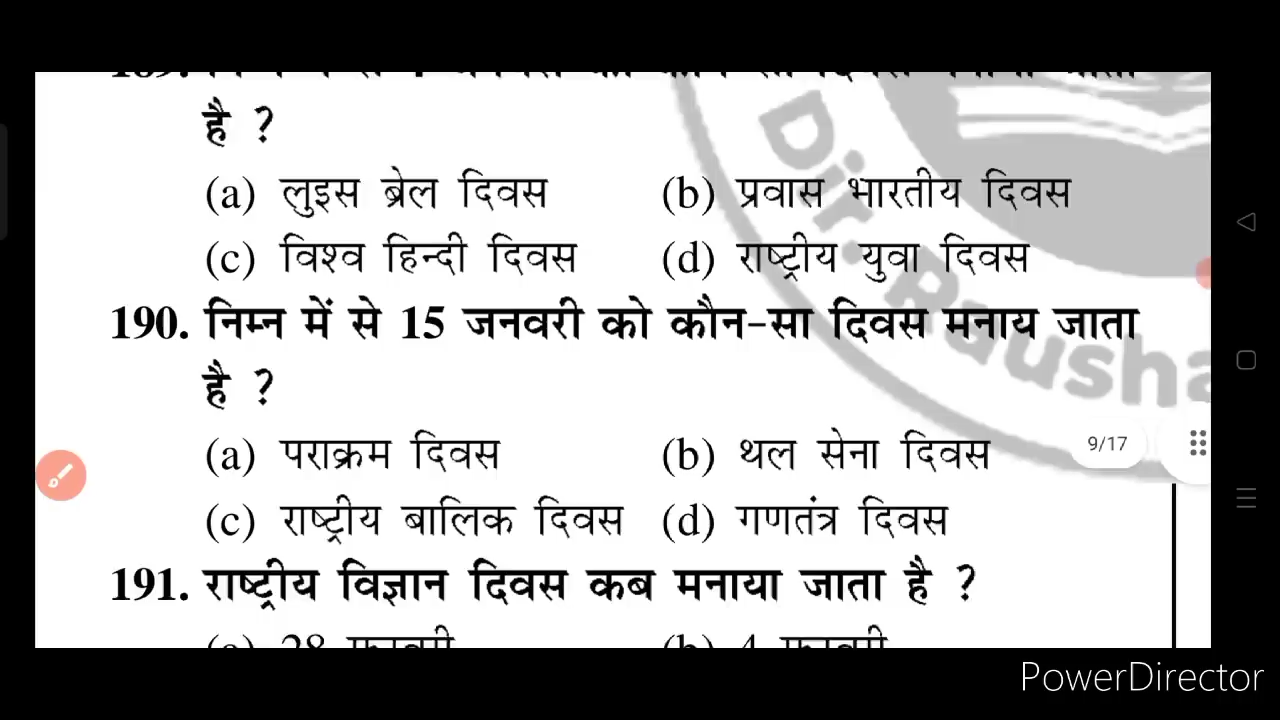 है ?
(a) लुइस ब्रेल दिवस (b) प्रवास भारतीय दिवस
(c) विश्व हिन्दी दिवस (d) राष्ट्रीय युवा दिवस
190. निम्न में से 15 जनवरी को कौन-सा दिवस मनाय जाता
है ?
(a) पराक्रम दिवस (b) थल सेना दिवस
9/17
(c) राष्ट्रीय बालिक दिवस (d) गणतंत्र दिवस
191. राष्ट्रीय विज्ञान दिवस कब मनाया जाता है ?
Dir.
PowerDirector